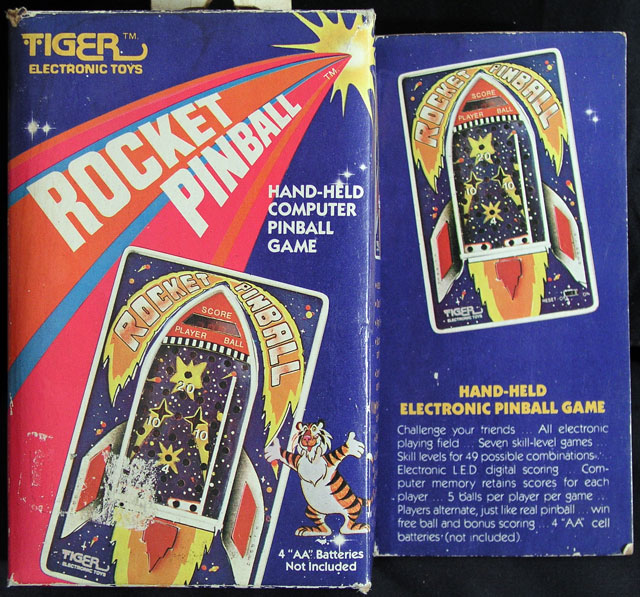 TIGER™
ELECTRONIC TOYS
ROCKET
PINBALL™
HAND-HELD
COMPUTER
PINBALL
GAME
ROCKET PINBALL
SCORE
PLAYER BALL
20
10 10
4
TIGER
ELECTRONIC TOYS
4 "AA" Batteries
Not Included
ROCKET PINBALL
SCORE
PLAYER BALL
20
10 10
TIGER
ELECTRONIC TOYS
HAND-HELD
ELECTRONIC PINBALL GAME
Challenge your friends ... All electronic
playing field ... Seven skill-level games ...
Skill levels for 49 possible combinations ...
Electronic L.E.D. digital scoring ... Com-
puter memory retains scores for each
player ... 5 balls per player per game ...
Players alternate, just like real pinball ... win
free ball and bonus scoring ... 4 "AA" cell
batteries (not included).